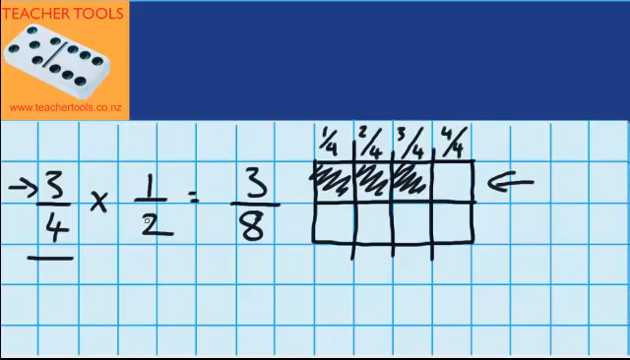 TEACHER TOOLS
www.teachertools.co.nz
1/4 2/4 3/4 4/4
3/4 x 1/2 = 3/8